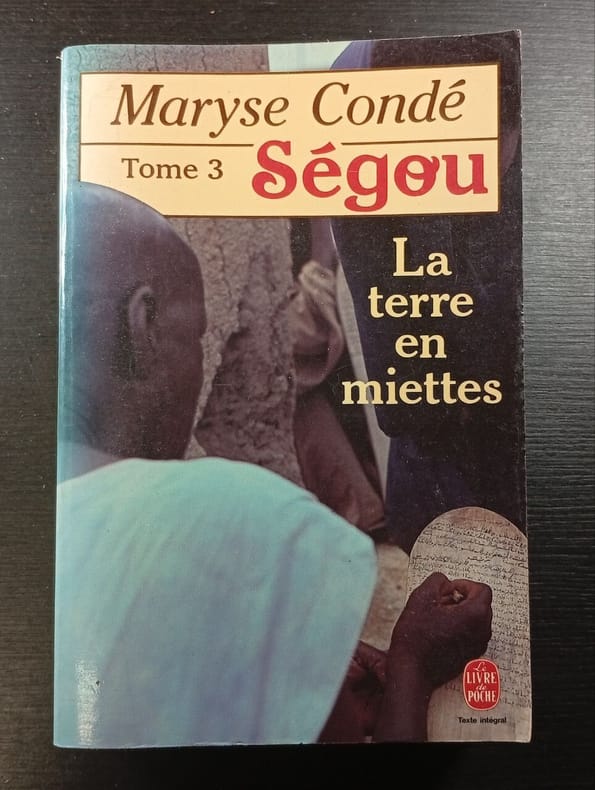 Maryse Condé
Tome 3 Ségou
La
terre
en
miettes
Le
LIVRE
de
POCHE
Texte intégral